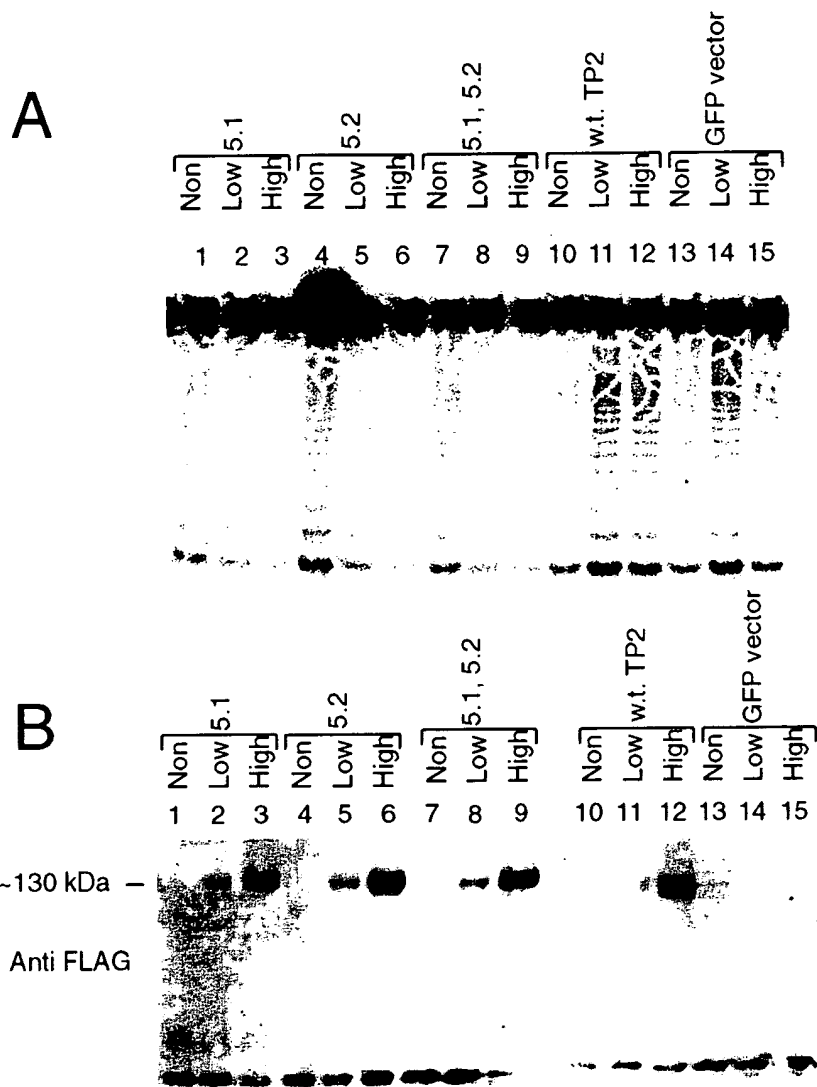 A
5.1
5.2
5.1, 5.2
w.t. TP2
GFP vector
Non Low High Non Low High Non Low High Non Low High Non Low High
1 2 3 4 5 6 7 8 9 10 11 12 13 14 15
B
5.1
5.2
5.1, 5.2
w.t. TP2
GFP vector
Non Low High Non Low High Non Low High Non Low High Non Low High
1 2 3 4 5 6 7 8 9 10 11 12 13 14 15
~130 kDa –
Anti FLAG